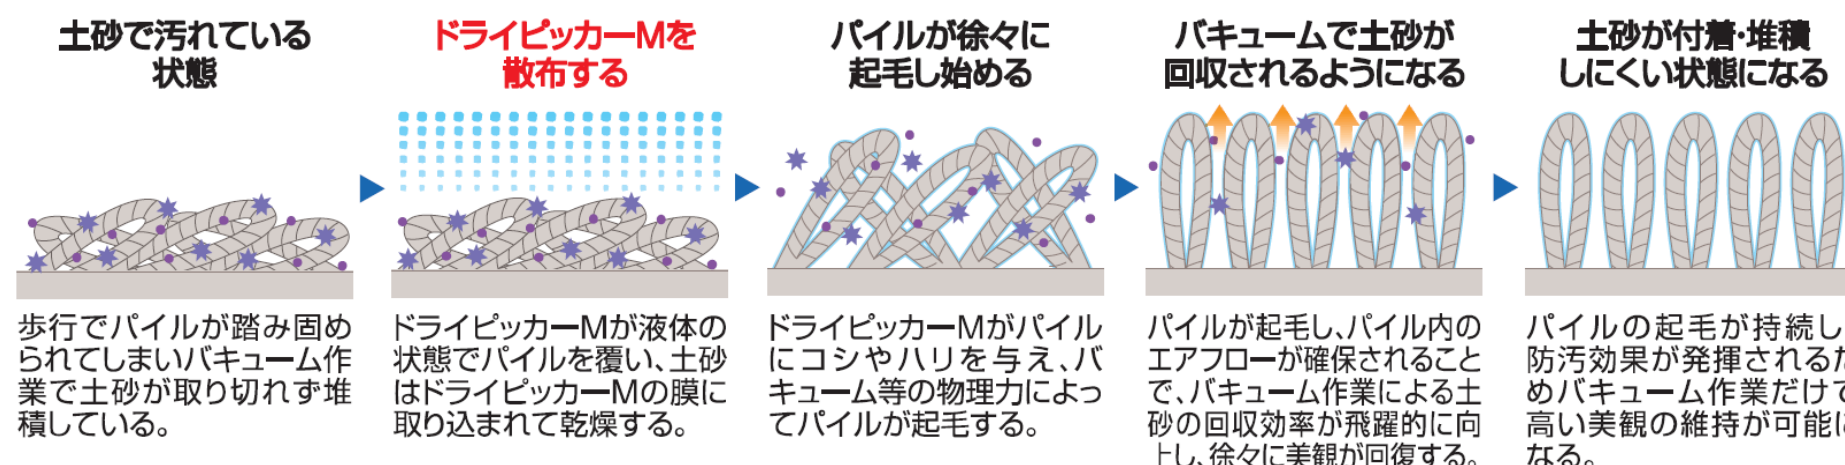 土砂で汚れている
状態
ドライピッカーMを
散布する
パイルが徐々に
起毛し始める
バキュームで土砂が
回収されるようになる
土砂が付着・堆積
しにくい状態になる
歩行でパイルが踏み固め
られてしまいバキューム作
業で土砂が取り切れず堆
積している。
ドライピッカーMが液体の
状態でパイルを覆い、土砂
はドライピッカーMの膜に
取り込まれて乾燥する。
ドライピッカーMがパイル
にコシやハリを与え、バ
キューム等の物理力によっ
てパイルが起毛する。
パイルが起毛し、パイル内の
エアフローが確保されること
で、バキューム作業による土
砂の回収効率が飛躍的に向
上し、徐々に美観が回復する。
パイルの起毛が持続し
防汚効果が発揮されるた
めバキューム作業だけで
高い美観の維持が可能に
なる。